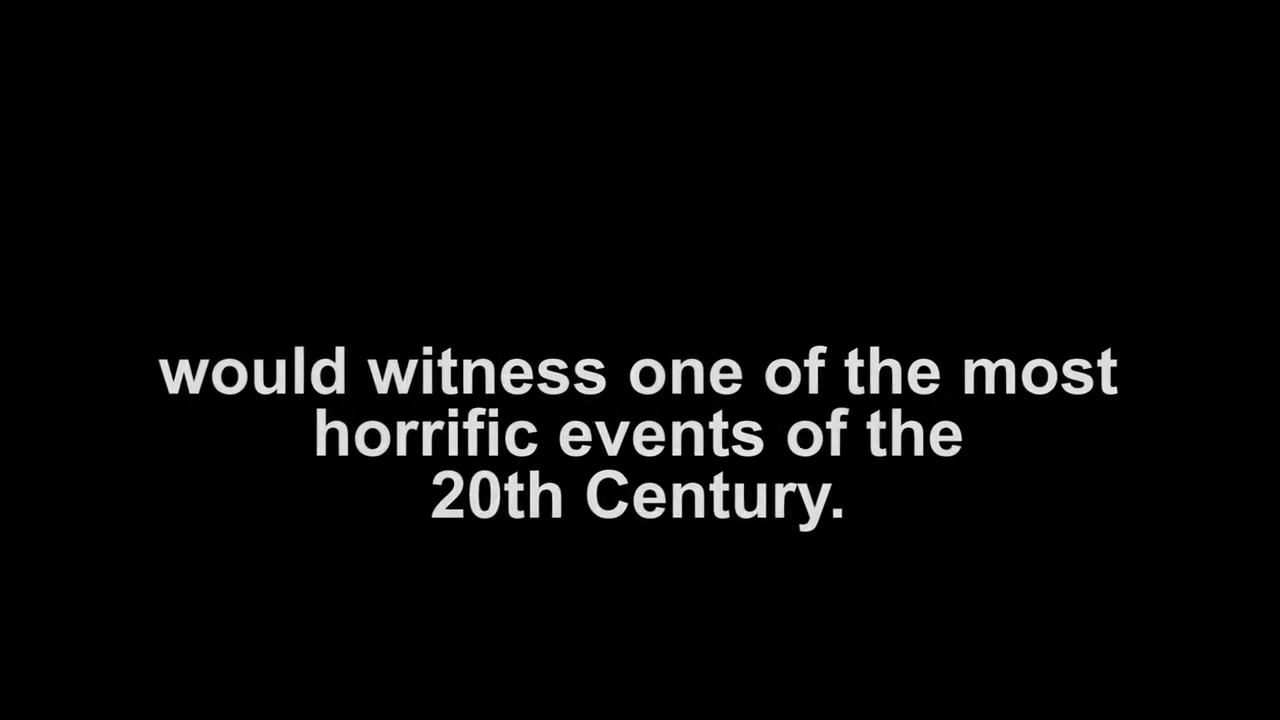 would witness one of the most
horrific events of the
20th Century.